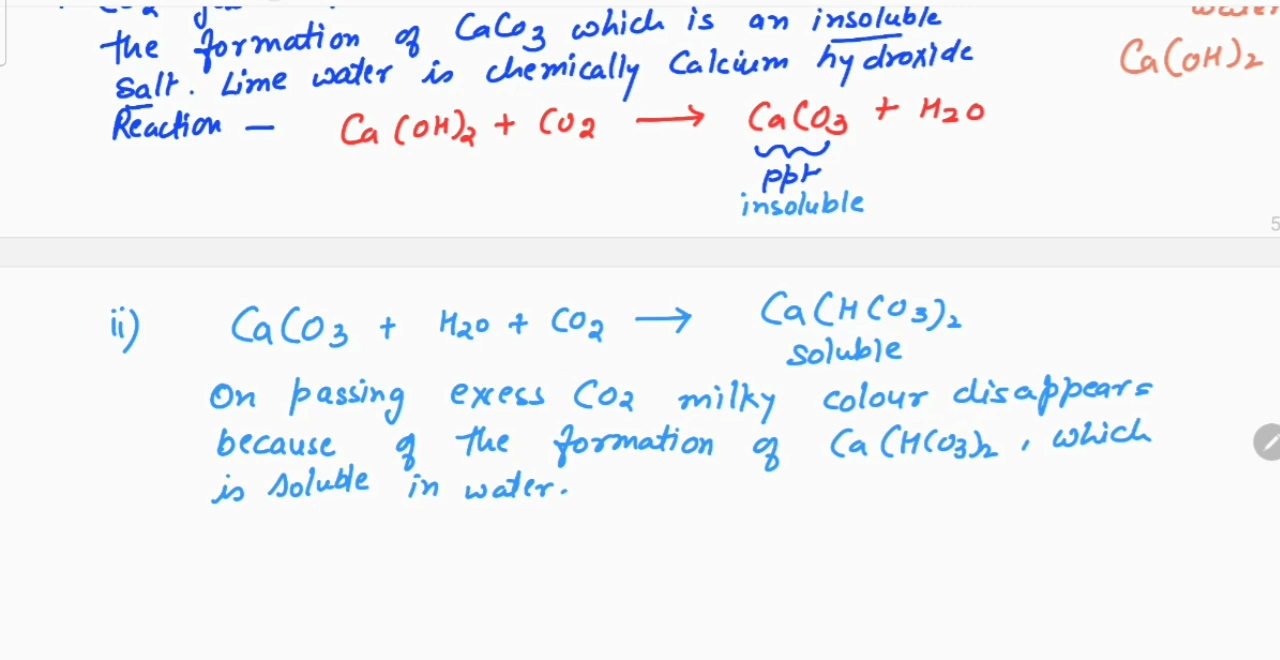 the formation of CaCO3 which is an insoluble
Salt. Lime water is chemically Calcium hydroxide
Ca(OH)2
Reaction — Ca(OH)2 + CO2 ⟶ CaCO3 + H2O
ppt
insoluble
5
ii) CaCO3 + H2O + CO2 ⟶ Ca(HCO3)2
soluble
On passing excess CO2 milky colour disappears
because of the formation of Ca(HCO3)2, which
is soluble in water.